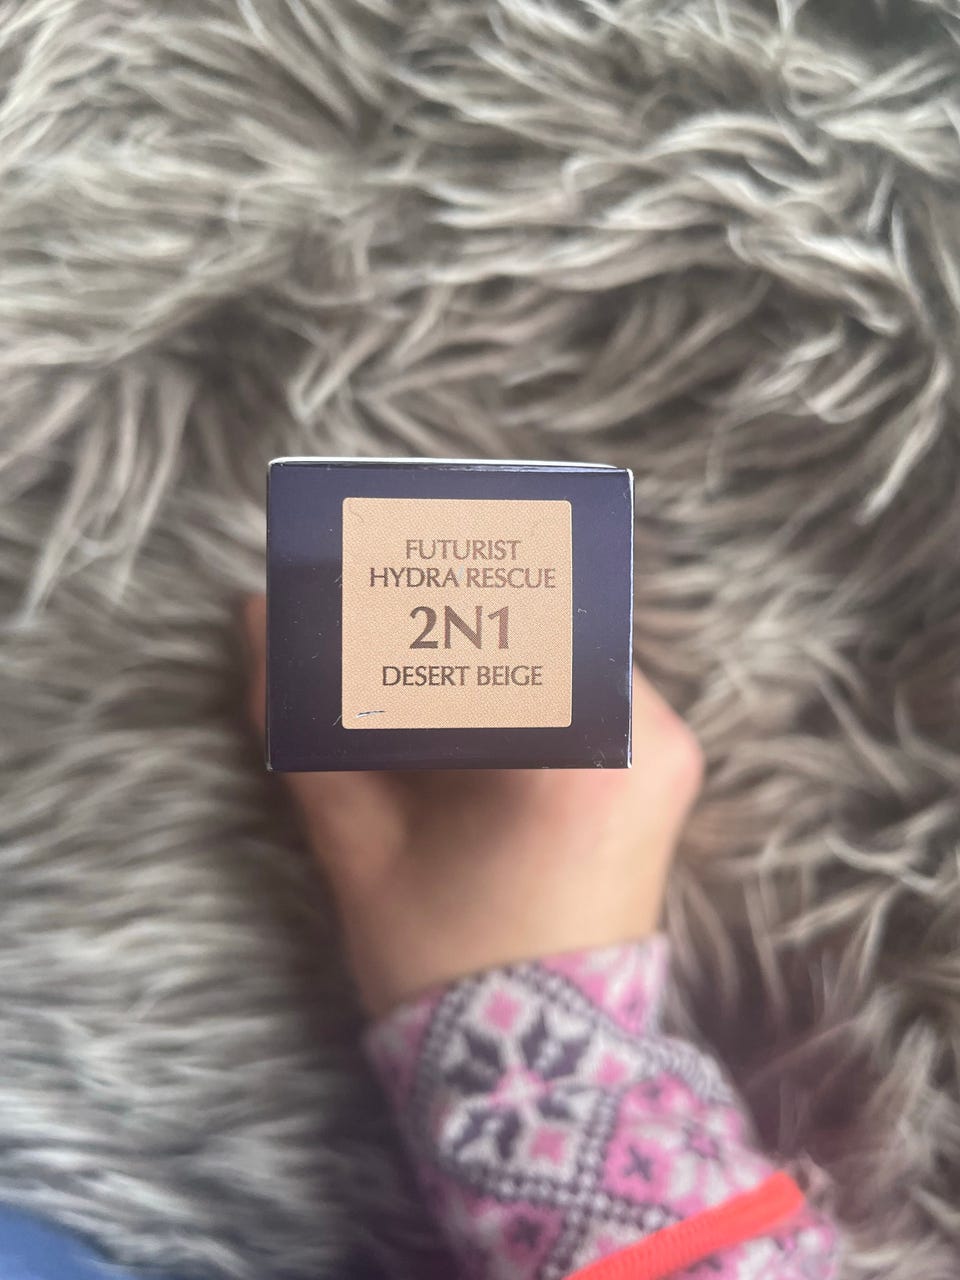 FUTURIST
HYDRA RESCUE
2N1
DESERT BEIGE